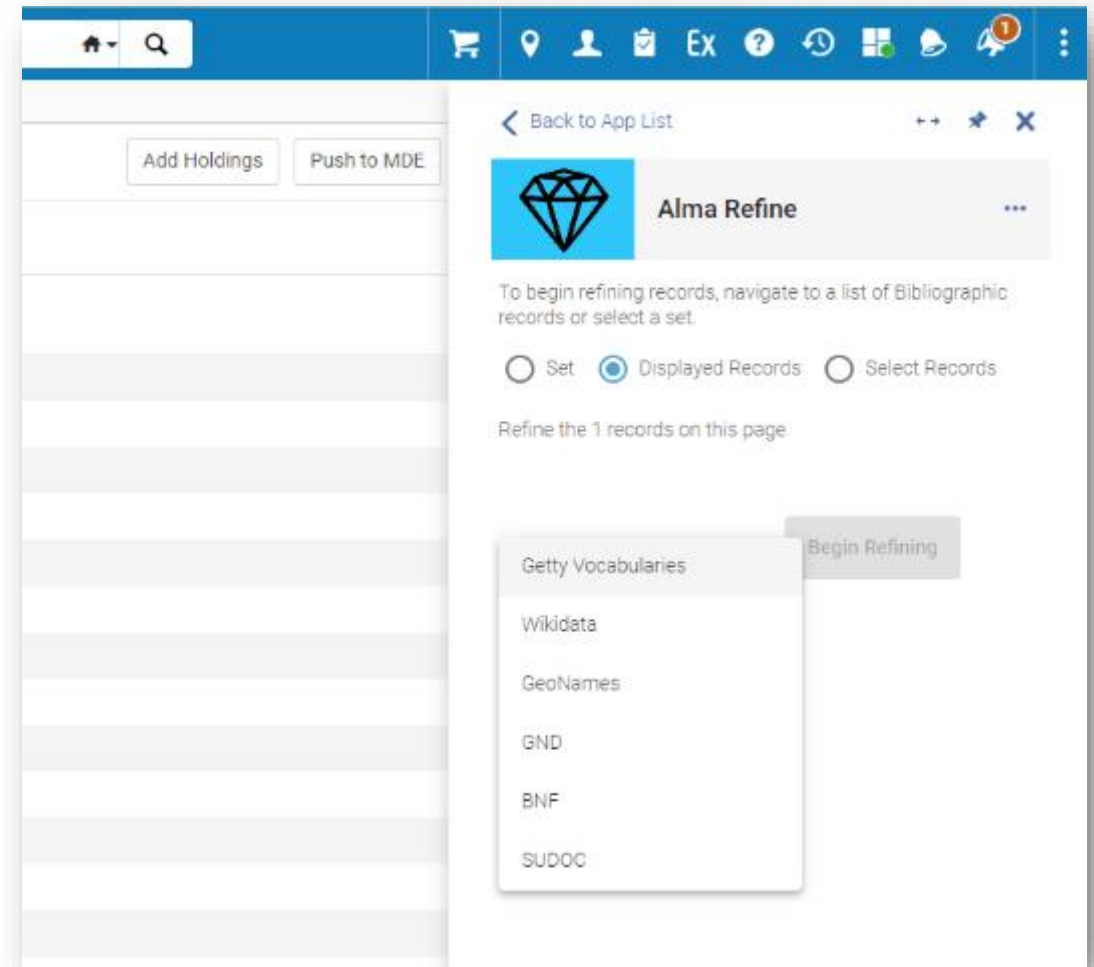 Ex
?
1
Back to App List
Add Holdings
Push to MDE
Alma Refine
To begin refining records, navigate to a list of Bibliographic
records or select a set.
Set
Displayed Records
Select Records
Refine the 1 records on this page
Begin Refining
Getty Vocabularies
Wikidata
GeoNames
GND
BNF
SUDOC